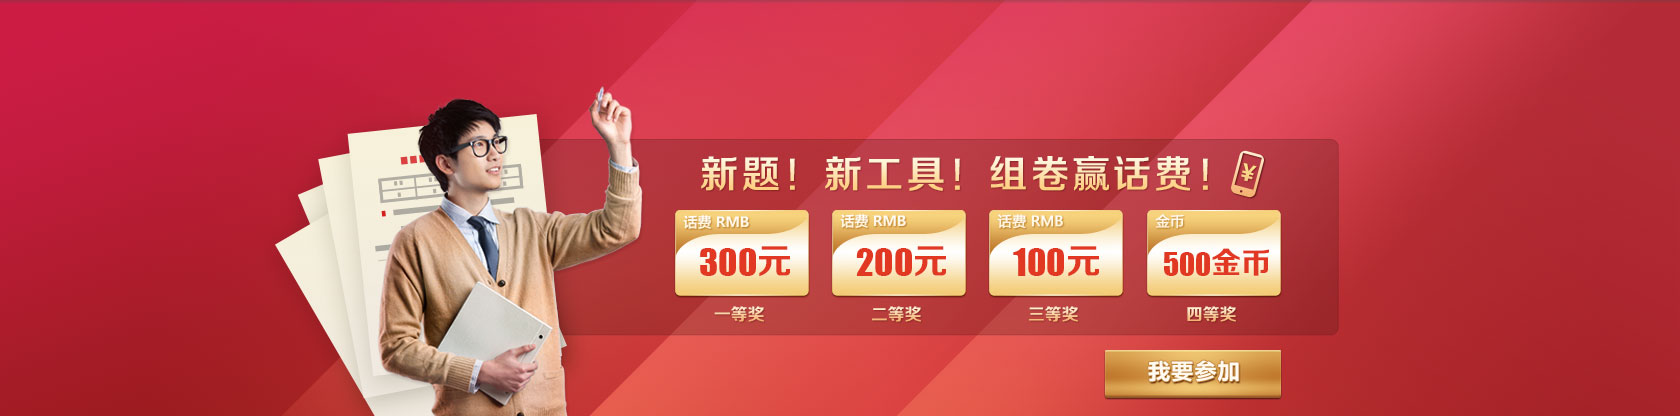 新题！新工具！组卷赢话费！
¥
话费 RMB
300元
一等奖
话费 RMB
200元
二等奖
话费 RMB
100元
三等奖
金币
500金币
四等奖
我要参加